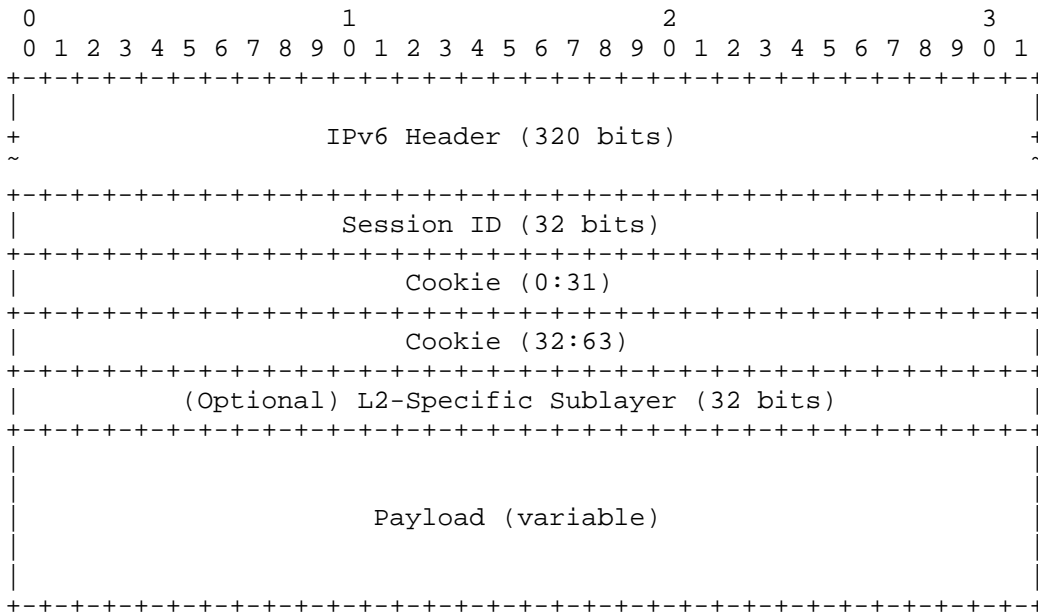 0                   1                   2                   3
 0 1 2 3 4 5 6 7 8 9 0 1 2 3 4 5 6 7 8 9 0 1 2 3 4 5 6 7 8 9 0 1
+-+-+-+-+-+-+-+-+-+-+-+-+-+-+-+-+-+-+-+-+-+-+-+-+-+-+-+-+-+-+-+-+
|                                                               |
+                   IPv6 Header (320 bits)                      +
~                                                               ~
+-+-+-+-+-+-+-+-+-+-+-+-+-+-+-+-+-+-+-+-+-+-+-+-+-+-+-+-+-+-+-+-+
|                    Session ID (32 bits)                       |
+-+-+-+-+-+-+-+-+-+-+-+-+-+-+-+-+-+-+-+-+-+-+-+-+-+-+-+-+-+-+-+-+
|                        Cookie (0:31)                          |
+-+-+-+-+-+-+-+-+-+-+-+-+-+-+-+-+-+-+-+-+-+-+-+-+-+-+-+-+-+-+-+-+
|                        Cookie (32:63)                         |
+-+-+-+-+-+-+-+-+-+-+-+-+-+-+-+-+-+-+-+-+-+-+-+-+-+-+-+-+-+-+-+-+
|          (Optional) L2-Specific Sublayer (32 bits)            |
+-+-+-+-+-+-+-+-+-+-+-+-+-+-+-+-+-+-+-+-+-+-+-+-+-+-+-+-+-+-+-+-+
|                                                               |
|                                                               |
|                      Payload (variable)                       |
|                                                               |
|                                                               |
+-+-+-+-+-+-+-+-+-+-+-+-+-+-+-+-+-+-+-+-+-+-+-+-+-+-+-+-+-+-+-+-+